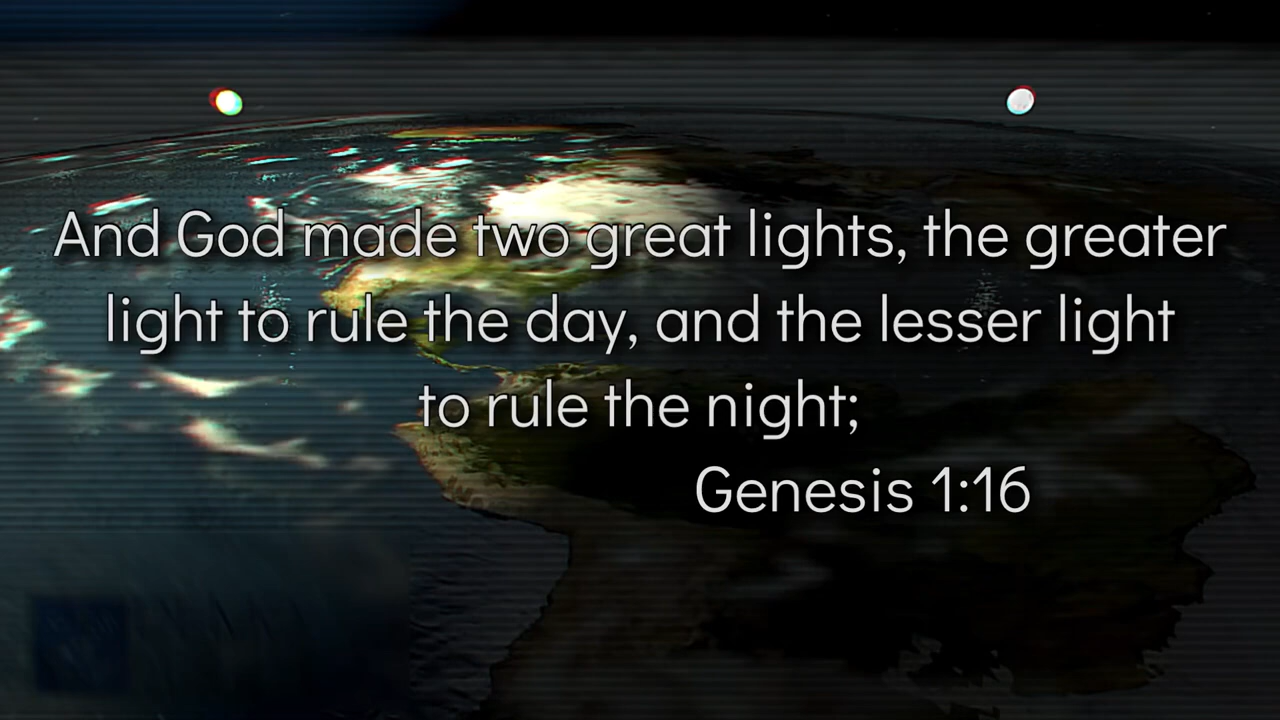 And God made two great lights, the greater
light to rule the day, and the lesser light
to rule the night;
Genesis 1:16